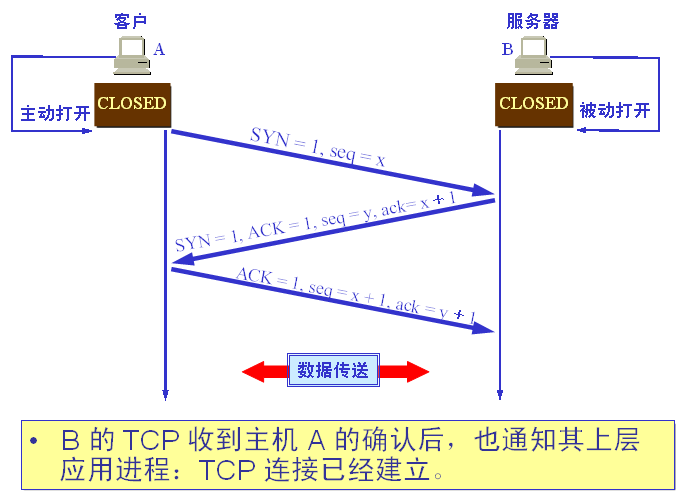 客户
服务器
A
B
CLOSED
CLOSED
主动打开
被动打开
SYN = 1, seq = x
SYN = 1, ACK = 1, seq = y, ack= x + 1
ACK = 1, seq = x + 1, ack = y + 1
数据传送
• B 的 TCP 收到主机 A 的确认后，也通知其上层
应用进程：TCP 连接已经建立。